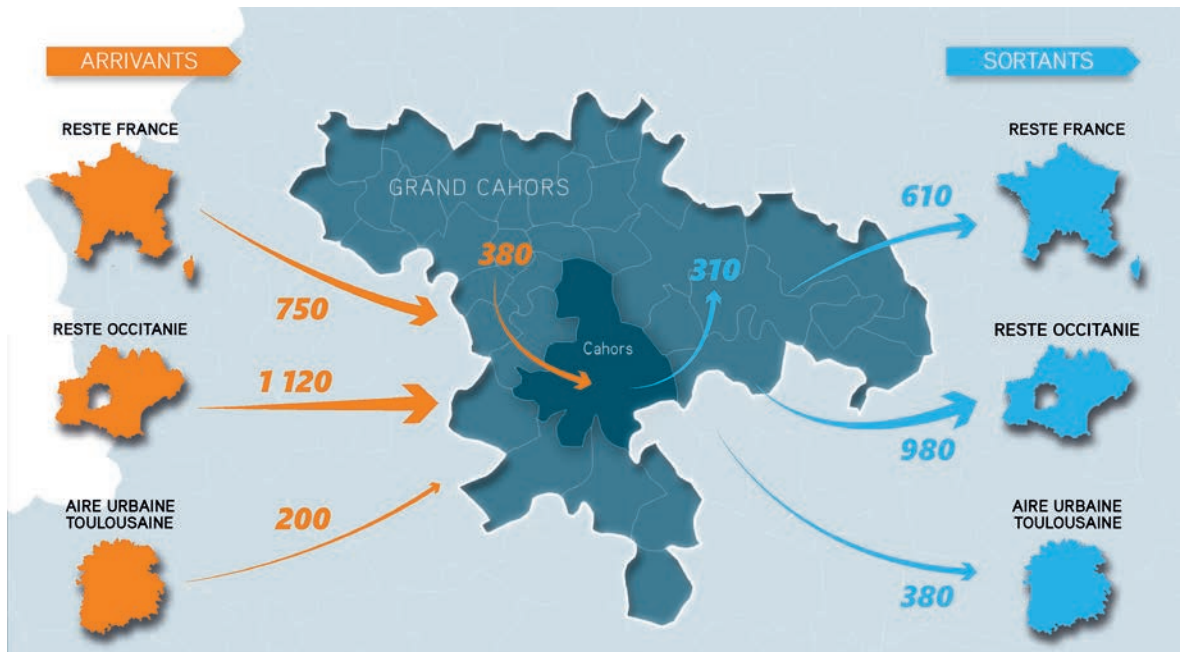 ARRIVANTS
SORTANTS
RESTE FRANCE
RESTE FRANCE
GRAND CAHORS
610
380
310
750
RESTE OCCITANIE
RESTE OCCITANIE
Cahors
1 120
980
AIRE URBAINE
TOULOUSAINE
200
AIRE URBAINE
TOULOUSAINE
380